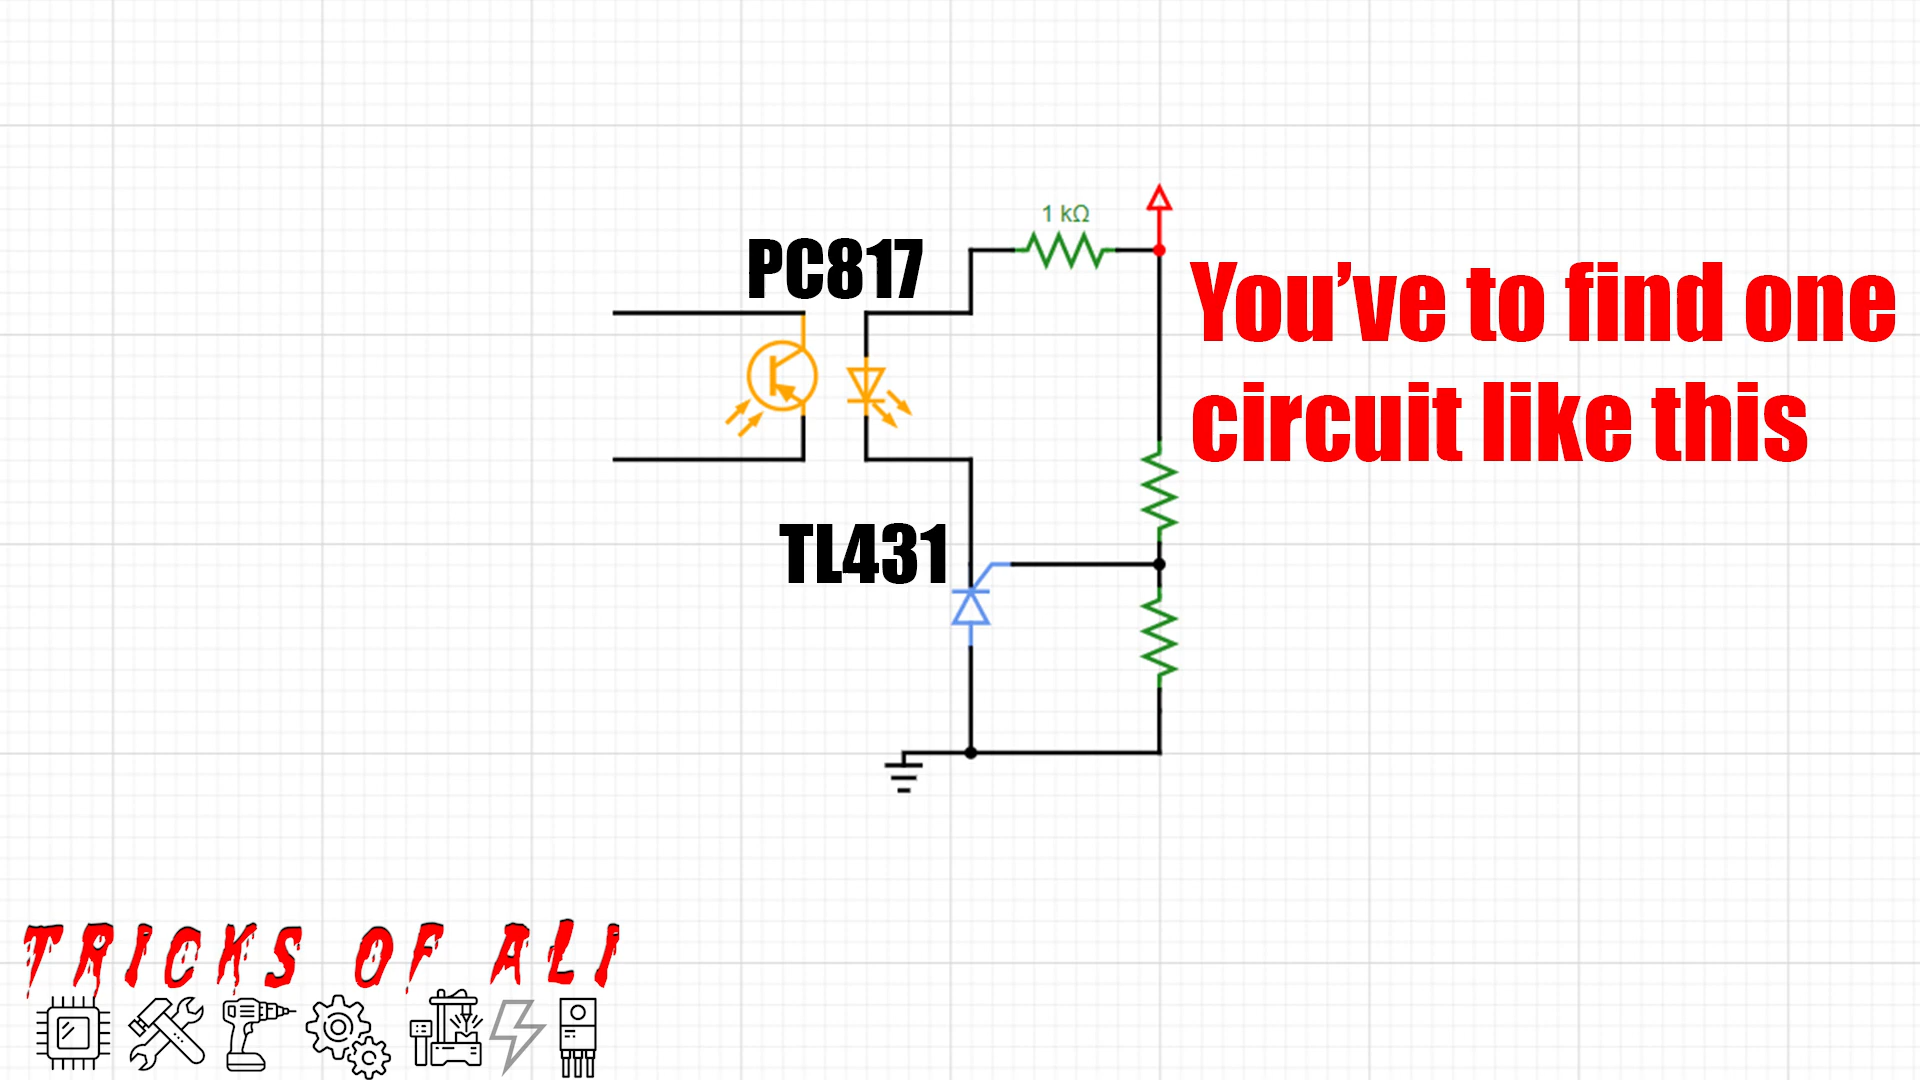 1 kΩ
PC817
You’ve to find one
circuit like this
TL431
TRICKS OF ALI